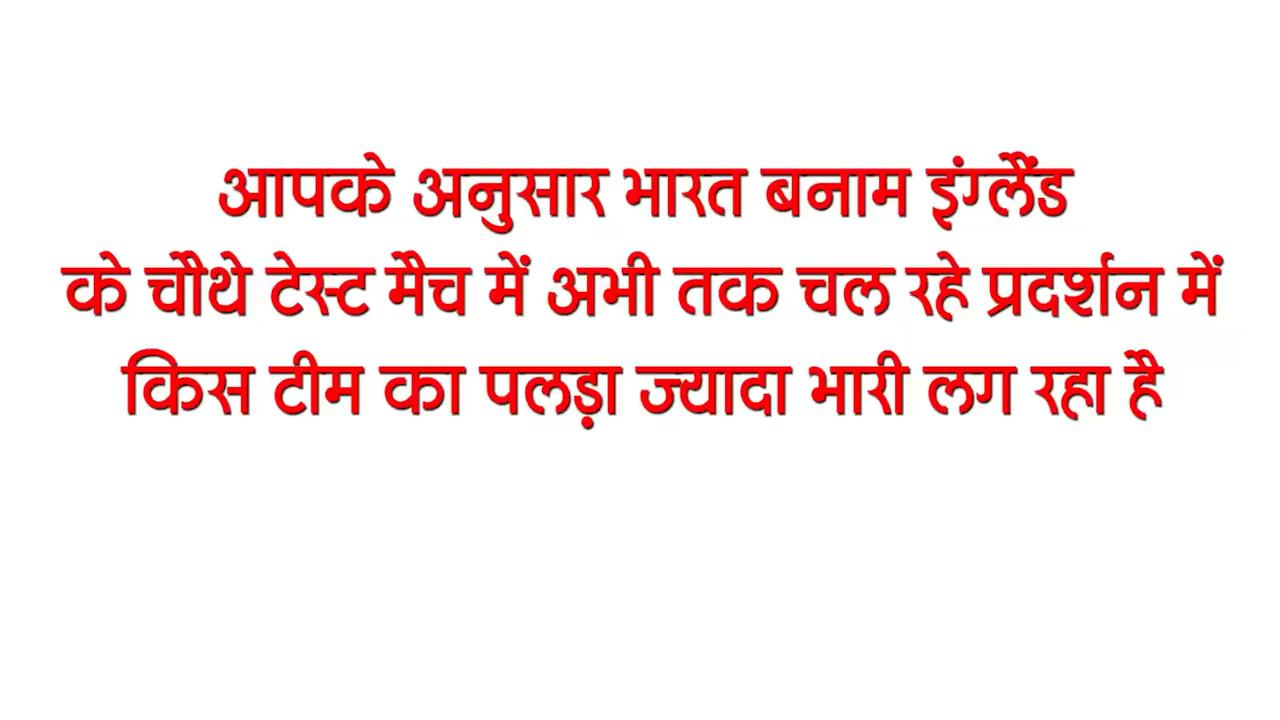 आपके अनुसार भारत बनाम इंग्लैंड
के चौथे टेस्ट मैच में अभी तक चल रहे प्रदर्शन में
किस टीम का पलड़ा ज्यादा भारी लग रहा है